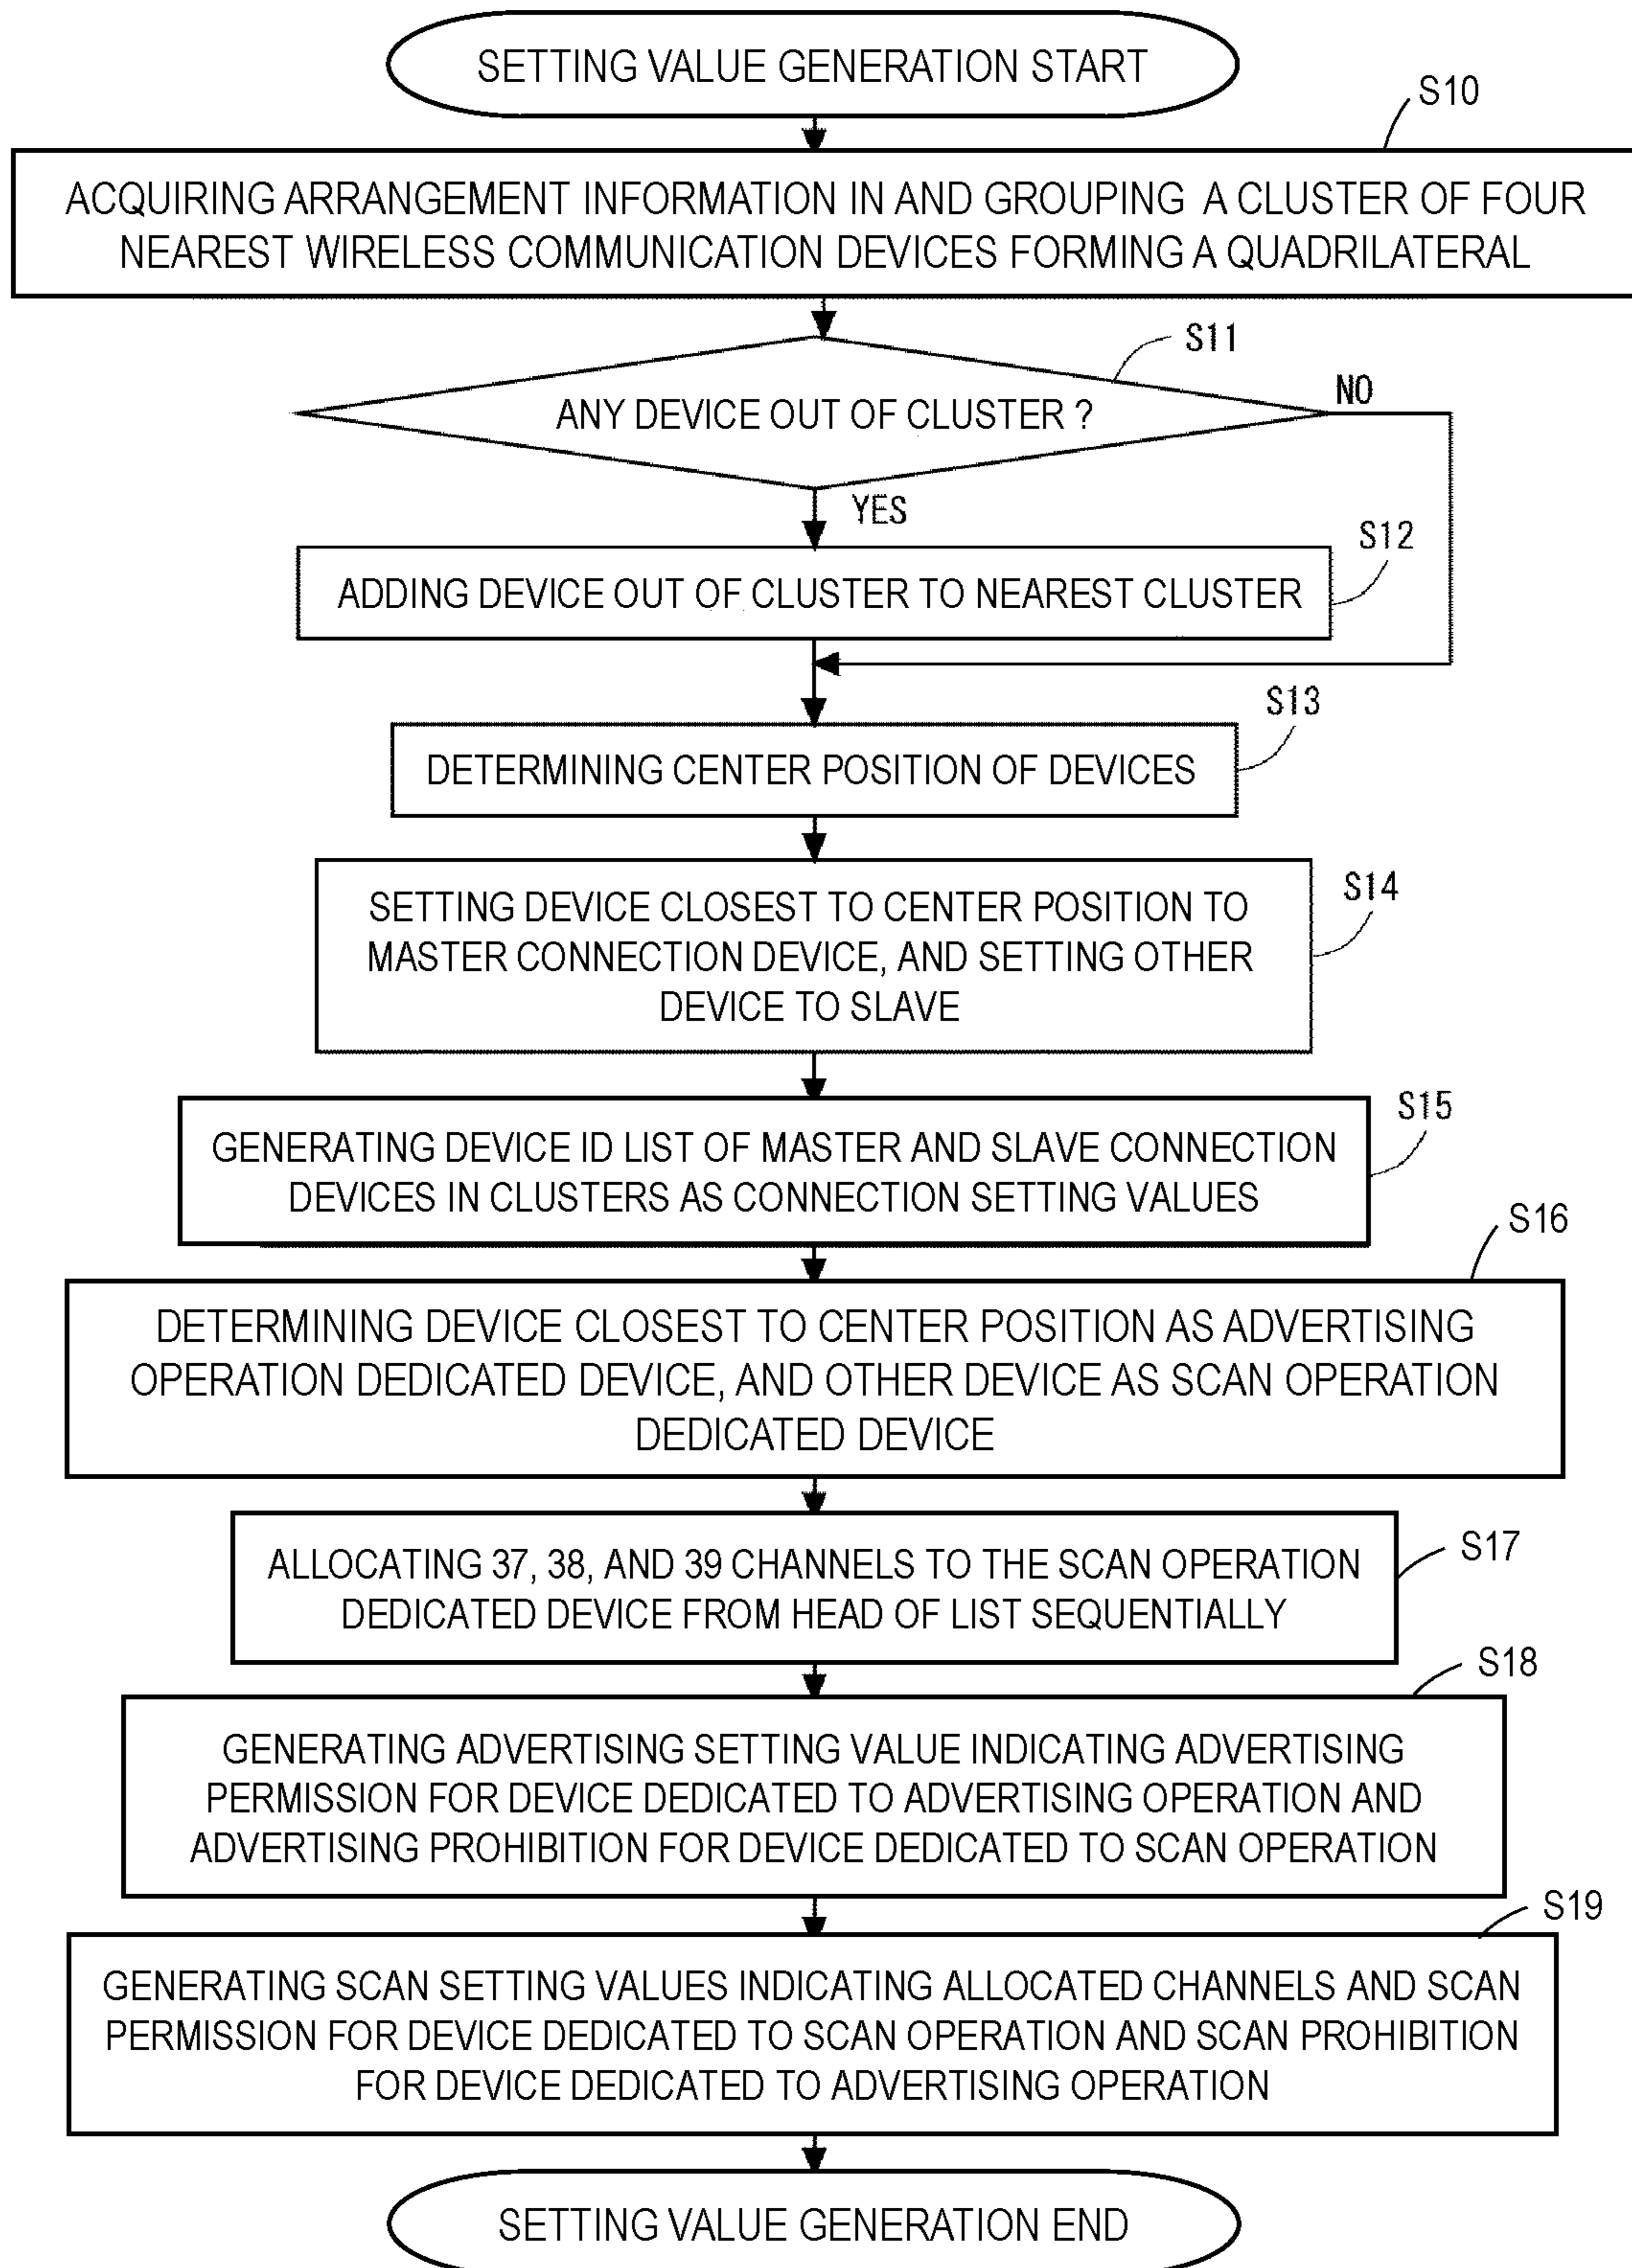 SETTING VALUE GENERATION START
S10
ACQUIRING ARRANGEMENT INFORMATION IN AND GROUPING A CLUSTER OF FOUR
NEAREST WIRELESS COMMUNICATION DEVICES FORMING A QUADRILATERAL
S11
NO
ANY DEVICE OUT OF CLUSTER ?
YES
S12
ADDING DEVICE OUT OF CLUSTER TO NEAREST CLUSTER
S13
DETERMINING CENTER POSITION OF DEVICES
S14
SETTING DEVICE CLOSEST TO CENTER POSITION TO
MASTER CONNECTION DEVICE, AND SETTING OTHER
DEVICE TO SLAVE
S15
GENERATING DEVICE ID LIST OF MASTER AND SLAVE CONNECTION
DEVICES IN CLUSTERS AS CONNECTION SETTING VALUES
S16
DETERMINING DEVICE CLOSEST TO CENTER POSITION AS ADVERTISING
OPERATION DEDICATED DEVICE, AND OTHER DEVICE AS SCAN OPERATION
DEDICATED DEVICE
S17
ALLOCATING 37, 38, AND 39 CHANNELS TO THE SCAN OPERATION
DEDICATED DEVICE FROM HEAD OF LIST SEQUENTIALLY
S18
GENERATING ADVERTISING SETTING VALUE INDICATING ADVERTISING
PERMISSION FOR DEVICE DEDICATED TO ADVERTISING OPERATION AND
ADVERTISING PROHIBITION FOR DEVICE DEDICATED TO SCAN OPERATION
S19
GENERATING SCAN SETTING VALUES INDICATING ALLOCATED CHANNELS AND SCAN
PERMISSION FOR DEVICE DEDICATED TO SCAN OPERATION AND SCAN PROHIBITION
FOR DEVICE DEDICATED TO ADVERTISING OPERATION
SETTING VALUE GENERATION END